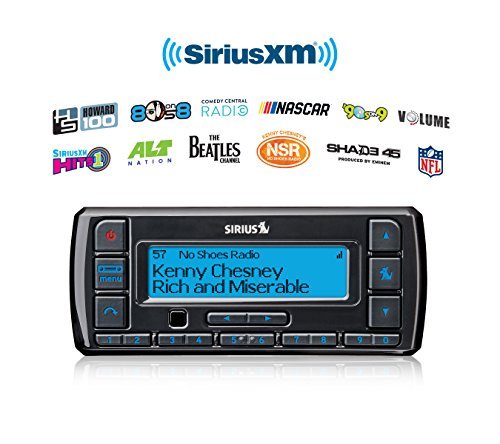 SiriusXM
HS HOWARD 100
80s on 8
COMEDY CENTRAL
RADIO
NASCAR
'90s on 9
VOLUME
SIRIUSXM
HITS 1
ALT
NATION
THE
BEATLES
CHANNEL
KENNY CHESNEY'S
NSR
NO SHOES RADIO
SHADE 45
PRODUCED BY EMINEM
NFL
SIRIUS
57 No Shoes Radio
Kenny Chesney
Rich and Miserable
menu
1 2 3 4 5 6 7 8 9 0